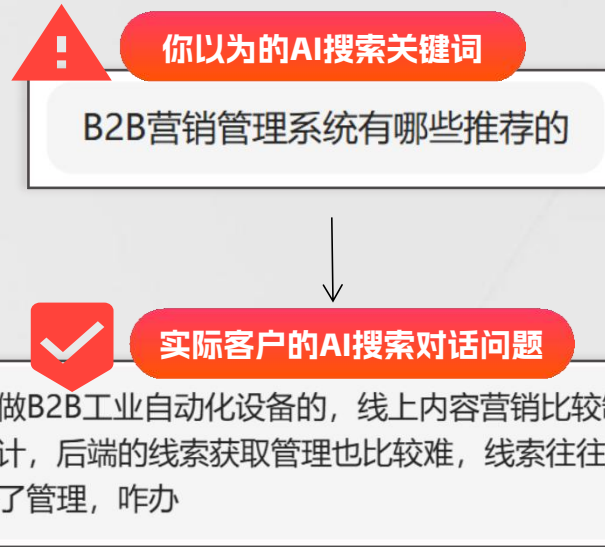 你以为的AI搜索关键词
B2B营销管理系统有哪些推荐的
实际客户的AI搜索对话问题
做B2B工业自动化设备的，线上内容营销比较
计，后端的线索获取管理也比较难，线索往往
了管理，咋办